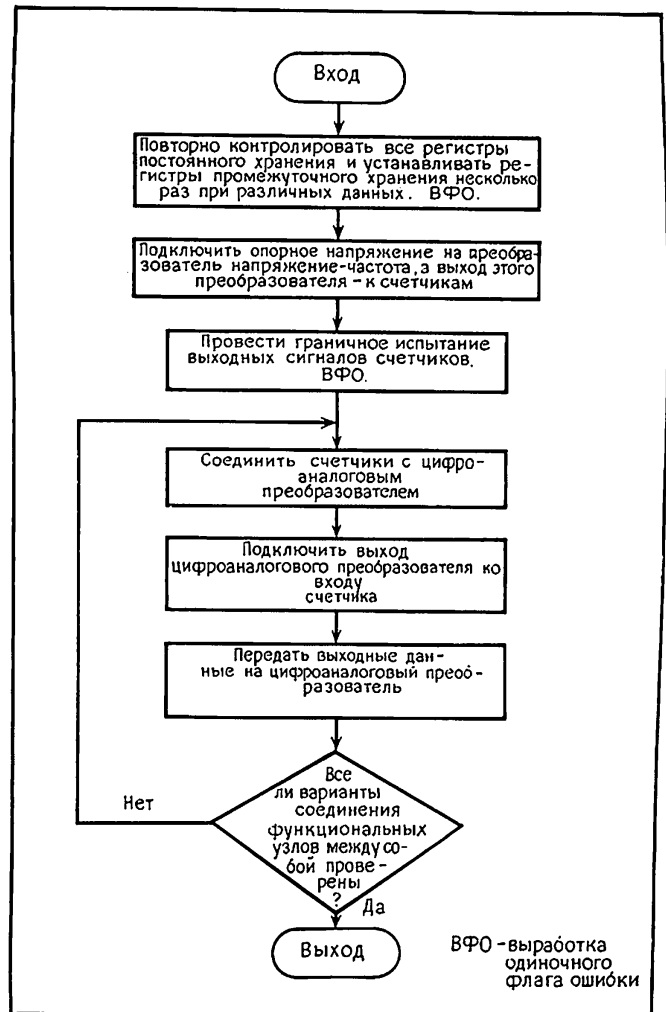 Вход
Повторно контролировать все регистры
постоянного хранения и устанавливать ре-
гистры промежуточного хранения несколько
раз при различных данных. ВФО.
Подключить опорное напряжение на преобра-
зователь напряжение-частота, а выход этого
преобразователя - к счетчикам
Провести граничное испытание
выходных сигналов счетчиков.
ВФО.
Соединить счетчики с цифро-
аналоговым
преобразователем
Подключить выход
цифроаналогового преобразователя ко
входу
счетчика
Передать выходные дан-
ные на цифроаналоговый преоб-
разователь
Все
ли варианты
соединения
функциональных
узлов между со-
бой прове-
рены
?
Нет
Да
Выход
ВФО - выработка
одиночного
флага ошибки